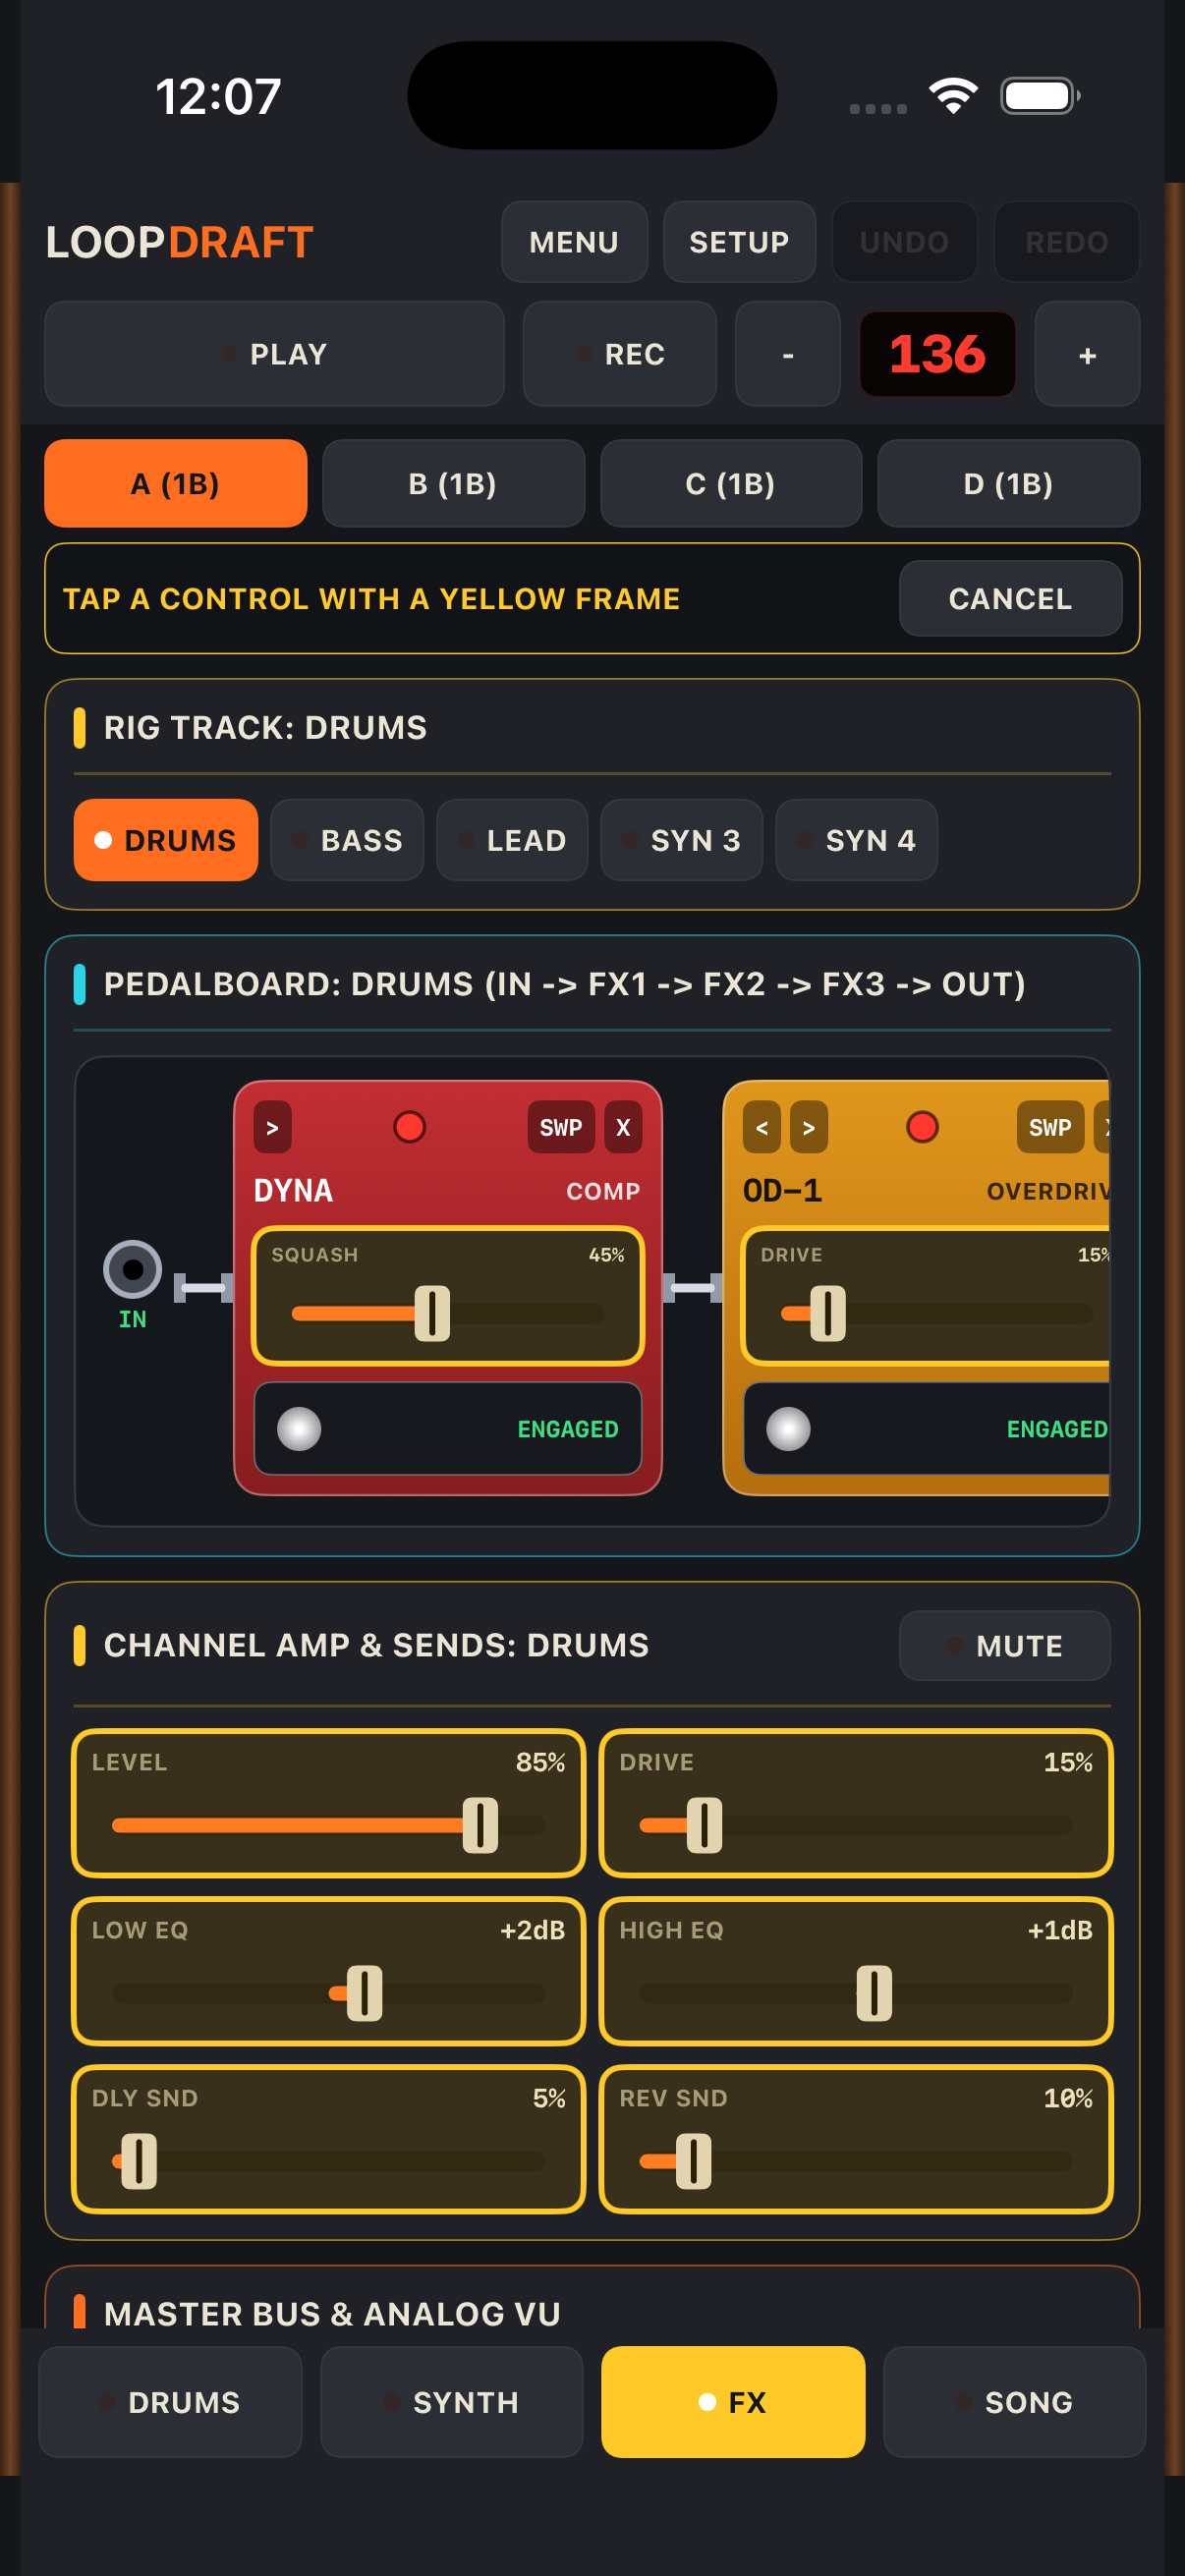 12:07
LOOPDRAFT MENU SETUP UNDO REDO
PLAY REC - 136 +
A (1B) B (1B) C (1B) D (1B)
TAP A CONTROL WITH A YELLOW FRAME CANCEL
RIG TRACK: DRUMS
DRUMS BASS LEAD SYN 3 SYN 4
PEDALBOARD: DRUMS (IN -> FX1 -> FX2 -> FX3 -> OUT)
> SWP X < > SWP
DYNA COMP OD-1 OVERDRIV
SQUASH 45% DRIVE 15%
IN
ENGAGED ENGAGED
CHANNEL AMP & SENDS: DRUMS MUTE
LEVEL 85% DRIVE 15%
LOW EQ +2dB HIGH EQ +1dB
DLY SND 5% REV SND 10%
MASTER BUS & ANALOG VU
DRUMS SYNTH FX SONG